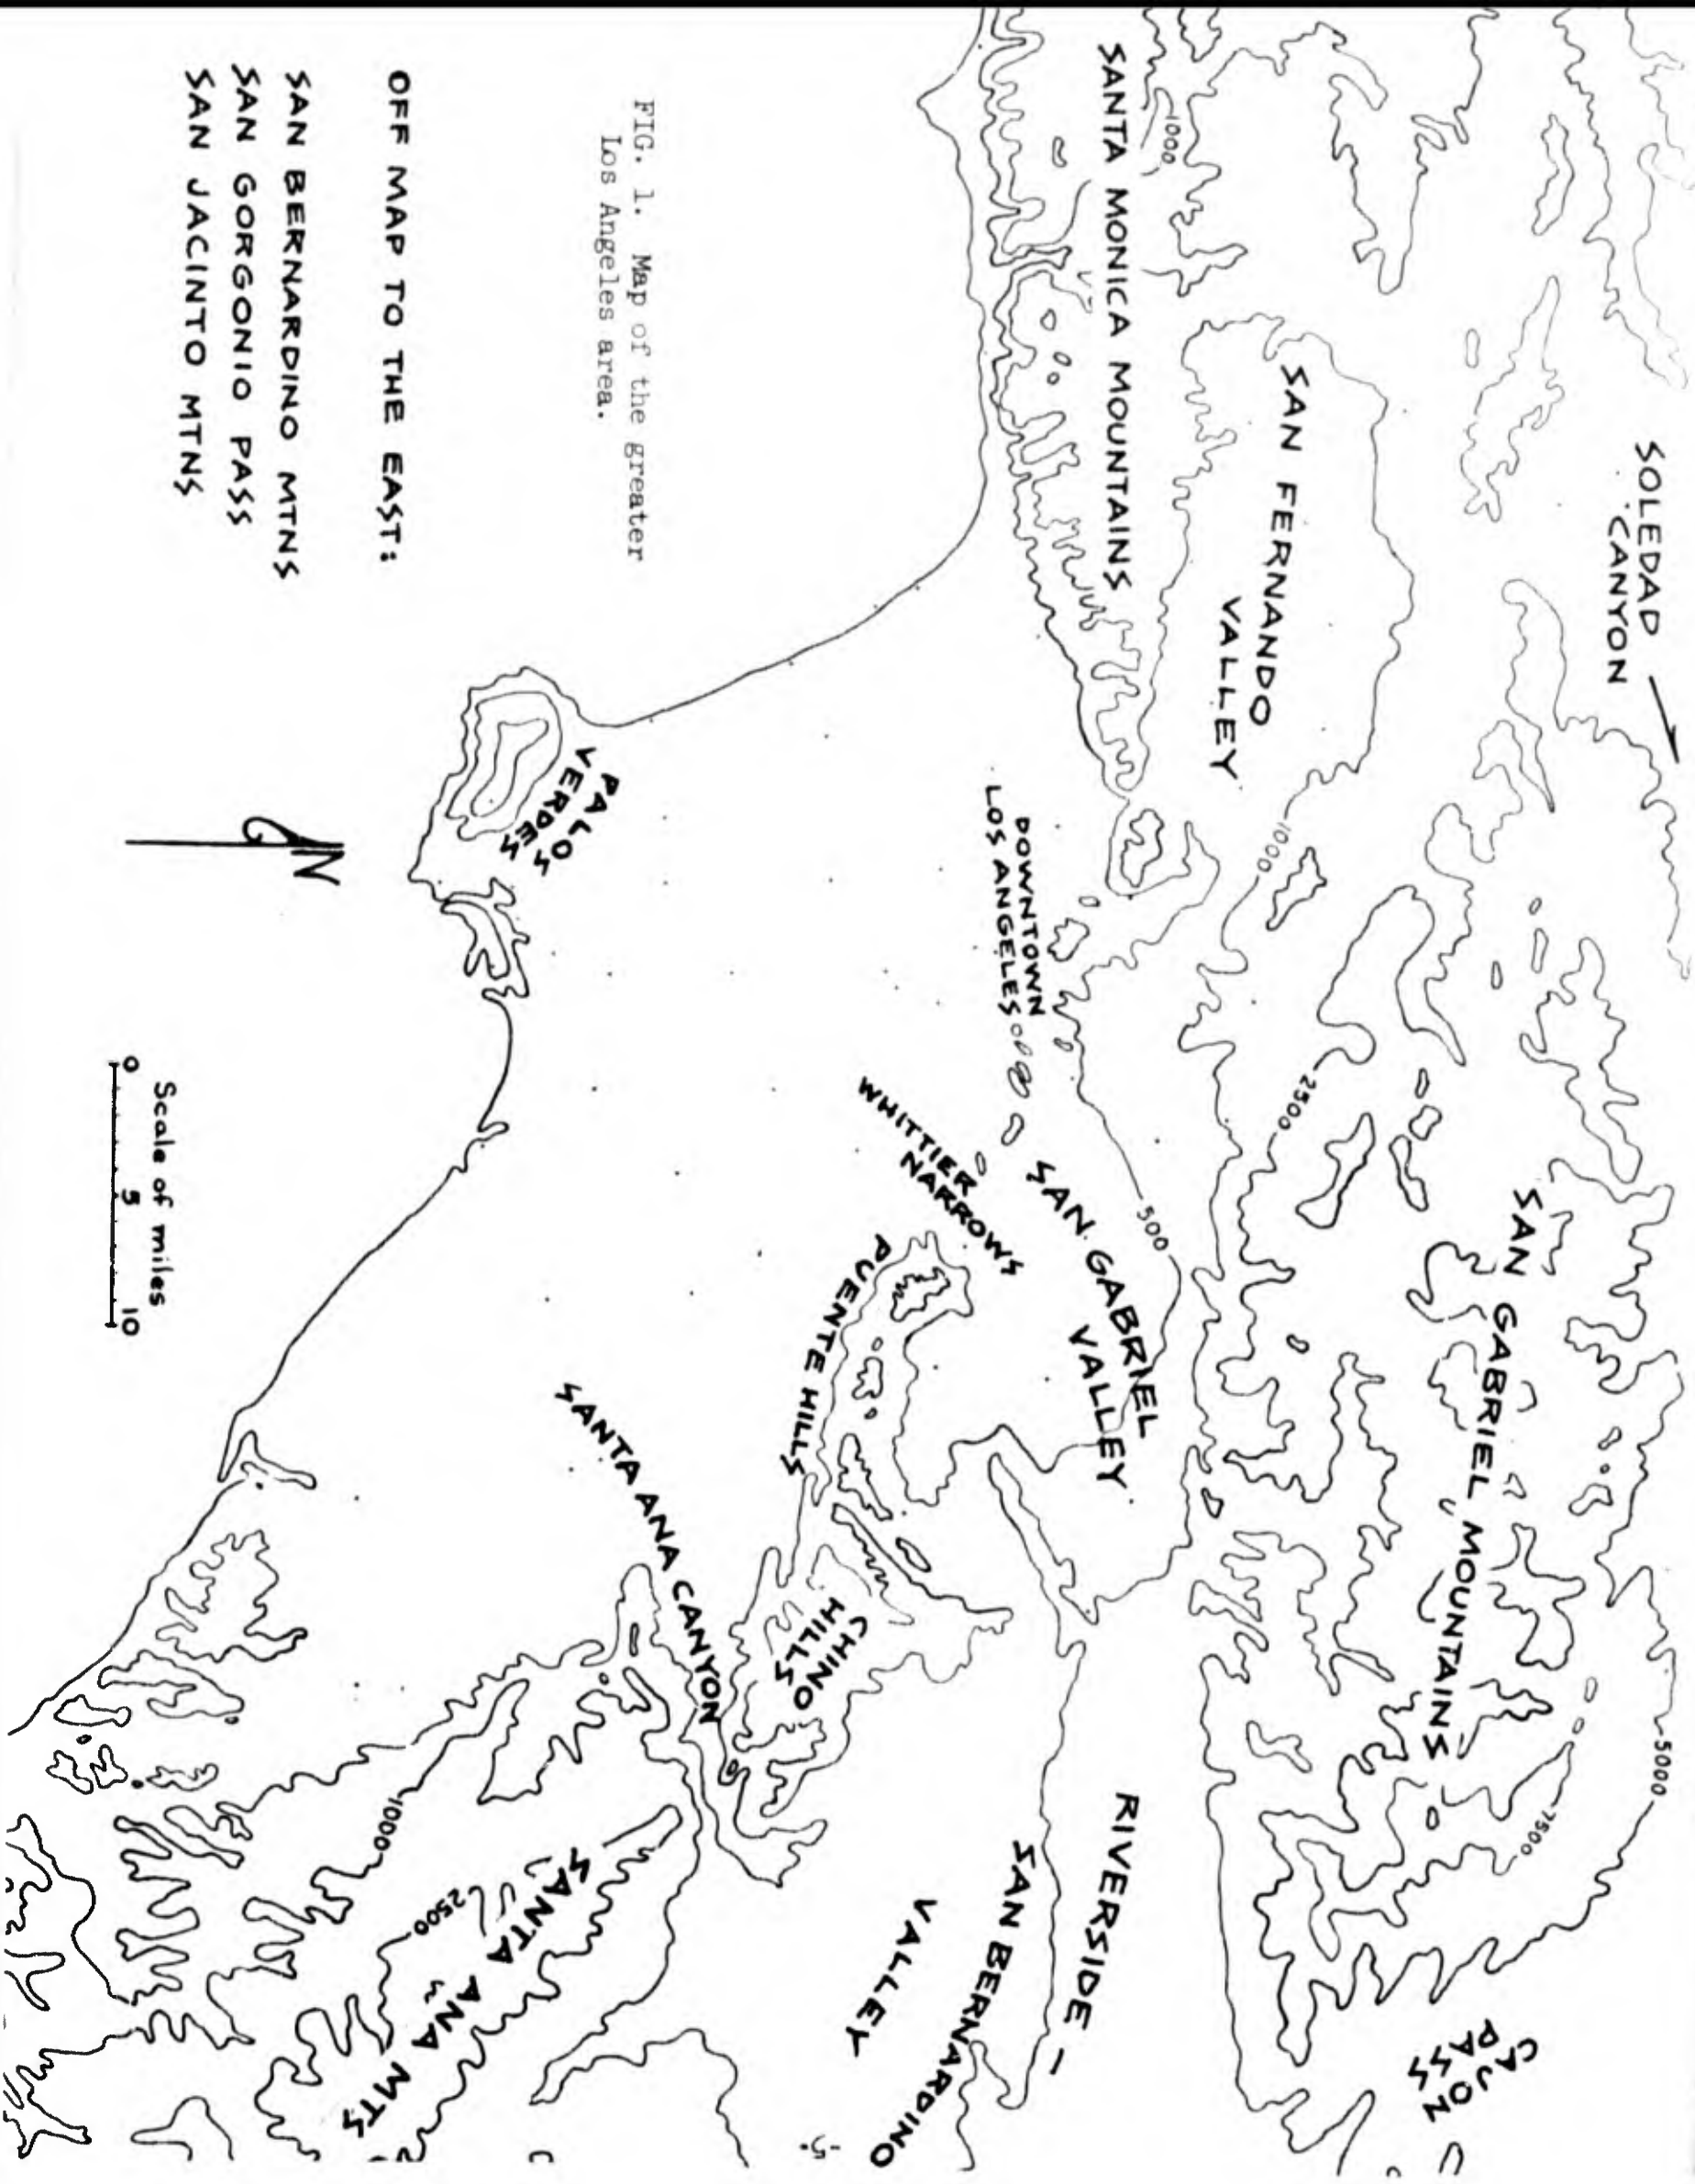 SOLEDAD
CANYON
SAN FERNANDO
VALLEY
1000
SANTA MONICA MOUNTAINS
1000
2500
SAN GABRIEL MOUNTAINS
5000
7500
CAJON
PASS
DOWNTOWN
LOS ANGELES
500
SAN GABRIEL
VALLEY
WHITTIER
NARROWS
PUENTE HILLS
CHINO
HILLS
RIVERSIDE -
SAN BERNARDINO
VALLEY
SANTA ANA CANYON
PALOS
VERDES
1000
2500
SANTA ANA MTS
FIG. 1. Map of the greater
Los Angeles area.
OFF MAP TO THE EAST:
SAN BERNARDINO MTNS
SAN GORGONIO PASS
SAN JACINTO MTNS
N
Scale of miles
0 5 10
-5-